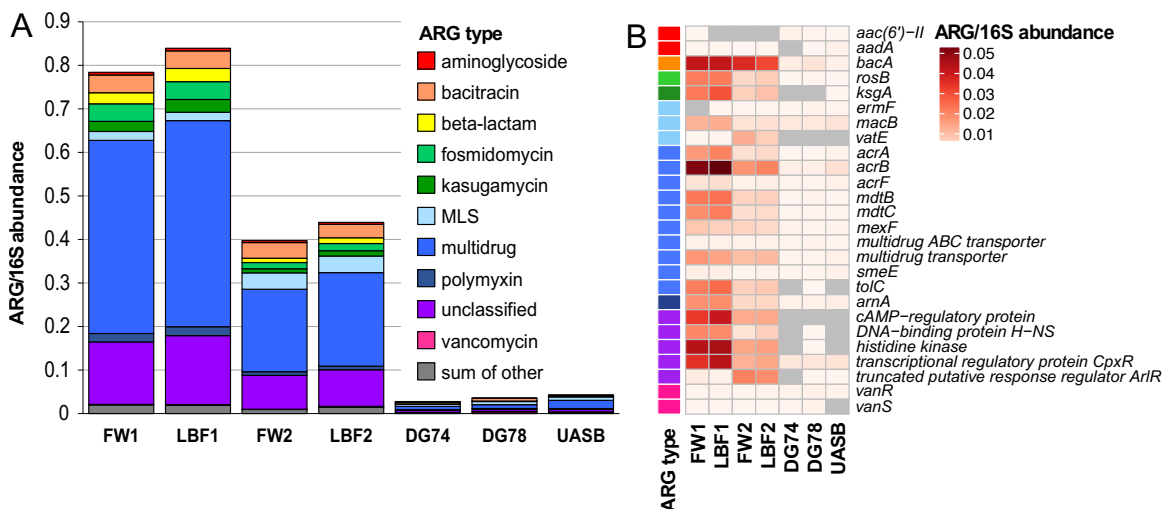 A
ARG/16S abundance
0.9
0.8
0.7
0.6
0.5
0.4
0.3
0.2
0.1
0
FW1
LBF1
FW2
LBF2
DG74
DG78
UASB
ARG type
aminoglycoside
bacitracin
beta-lactam
fosmidomycin
kasugamycin
MLS
multidrug
polymyxin
unclassified
vancomycin
sum of other
B
aac(6')-II
aadA
bacA
rosB
ksgA
ermF
macB
vatE
acrA
acrB
acrF
mdtB
mdtC
mexF
multidrug ABC transporter
multidrug transporter
smeE
tolC
arnA
cAMP-regulatory protein
DNA-binding protein H-NS
histidine kinase
transcriptional regulatory protein CpxR
truncated putative response regulator ArlR
vanR
vanS
ARG type
FW1
LBF1
FW2
LBF2
DG74
DG78
UASB
ARG/16S abundance
0.05
0.04
0.03
0.02
0.01